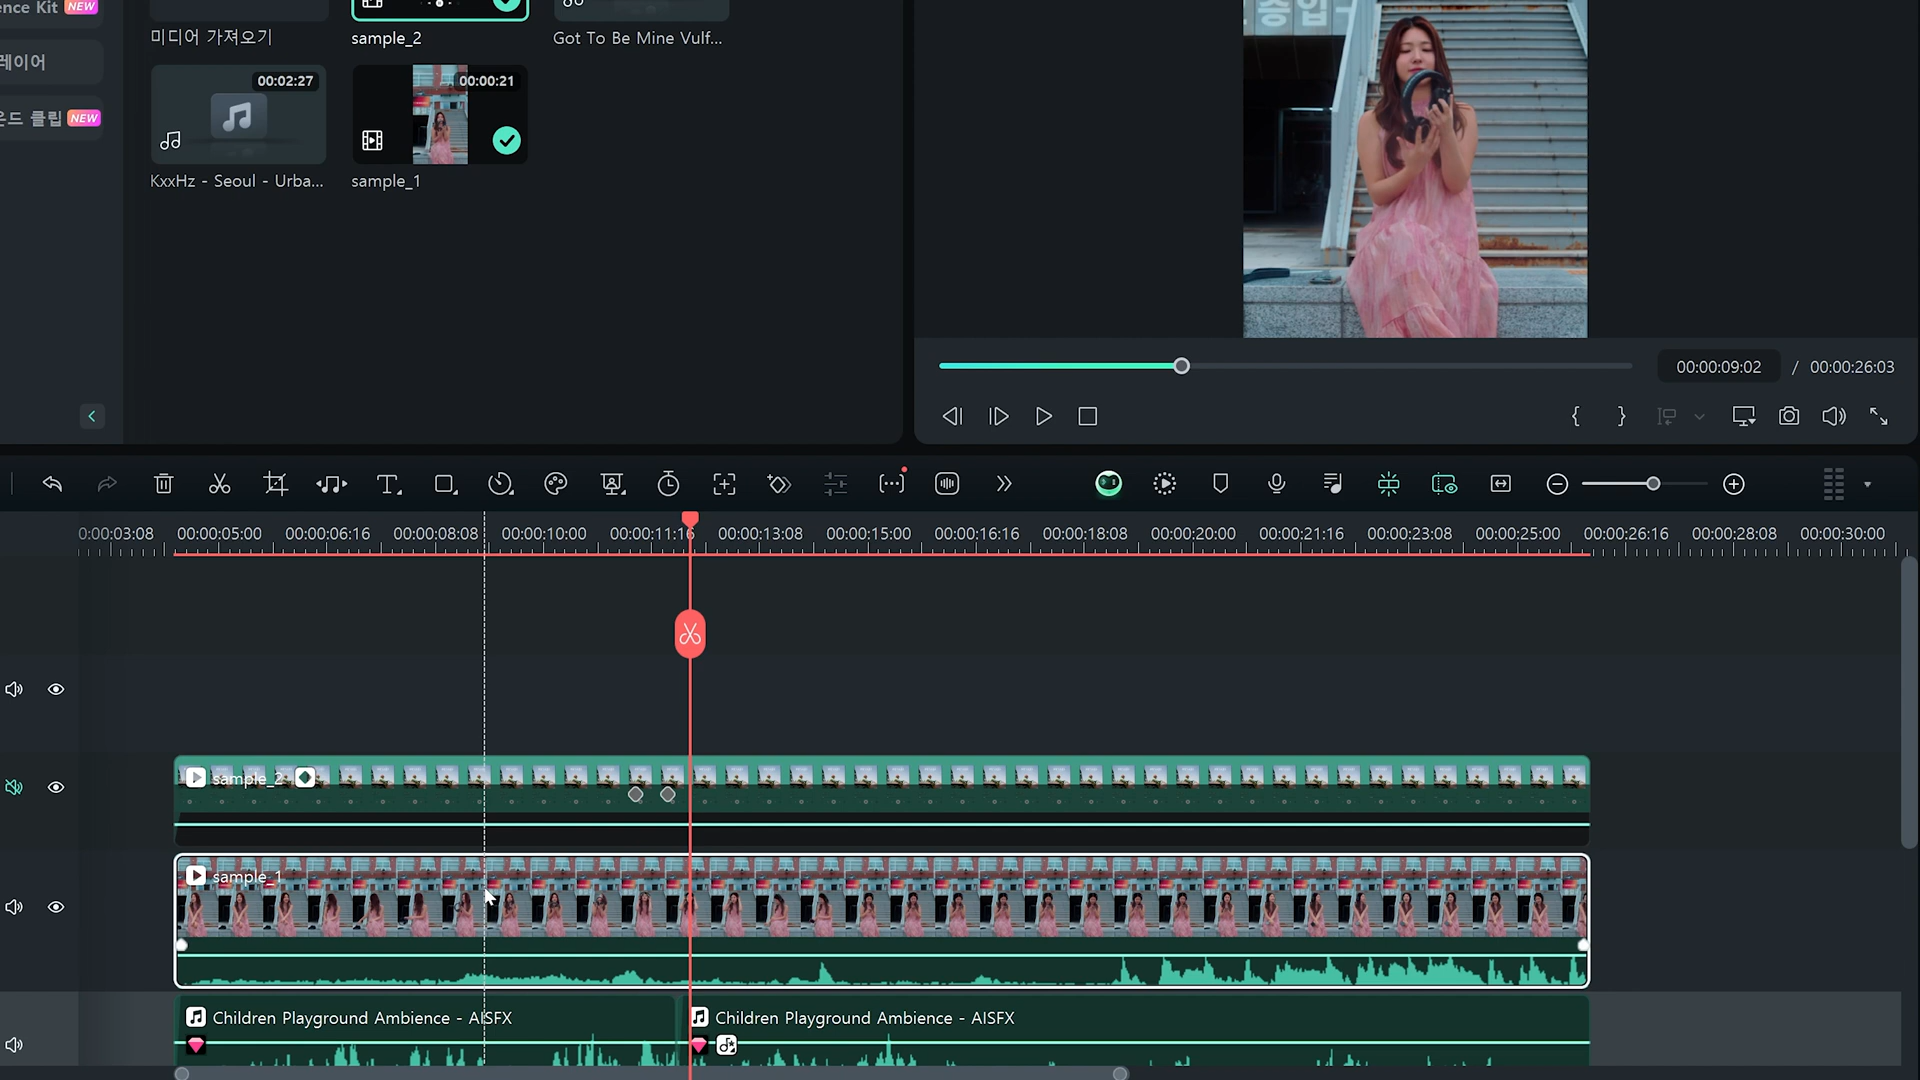 ence Kit NEW
미디어 가져오기
sample_2
Got To Be Mine Vulf...
레이어
00:02:27
00:00:21
운드 클립 NEW
KxxHz - Seoul - Urba...
sample_1
증입
00:00:09:02 / 00:00:26:03
0:00:03:08 00:00:05:00 00:00:06:16 00:00:08:08 00:00:10:00 00:00:11:16 00:00:13:08 00:00:15:00 00:00:16:16 00:00:18:08 00:00:20:00 00:00:21:16 00:00:23:08 00:00:25:00 00:00:26:16 00:00:28:08 00:00:30:00
sample_2
sample_1
Children Playground Ambience - AISFX
Children Playground Ambience - AISFX